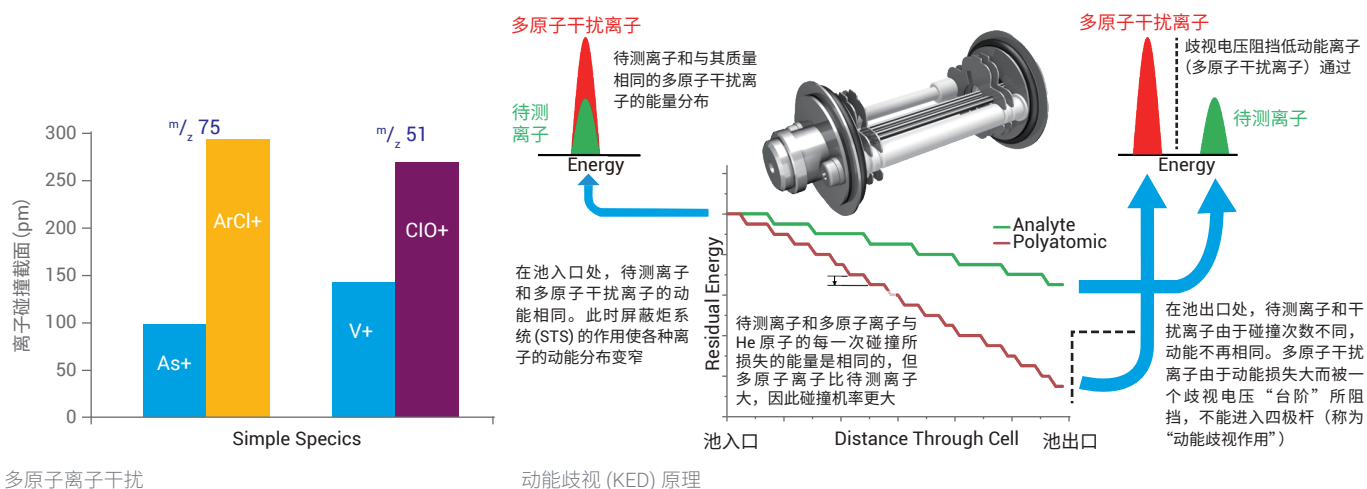 300
250
200
150
100
50
0
离子碰撞截面 (pm)
m/z 75
m/z 51
As+
ArCl+
V+
ClO+
Simple Specics
多原子离子干扰
多原子干扰离子
待测
离子
Energy
待测离子和与其质量
相同的多原子干扰离
子的能量分布
在池入口处，待测离子
和多原子干扰离子的动
能相同。此时屏蔽炬系
统 (STS) 的作用使各种离
子的动能分布变窄
Residual Energy
Analyte
Polyatomic
待测离子和多原子离子与
He 原子的每一次碰撞所
损失的能量是相同的，但
多原子离子比待测离子
大，因此碰撞机率更大
池入口
Distance Through Cell
池出口
多原子干扰离子
歧视电压阻挡低动能离子
（多原子干扰离子）通过
待测离子
Energy
在池出口处，待测离子和干
扰离子由于碰撞次数不同，
动能不再相同。多原子干扰
离子由于动能损失大而被一
个歧视电压“台阶”所阻
挡，不能进入四极杆（称为
“动能歧视作用”）
动能歧视 (KED) 原理